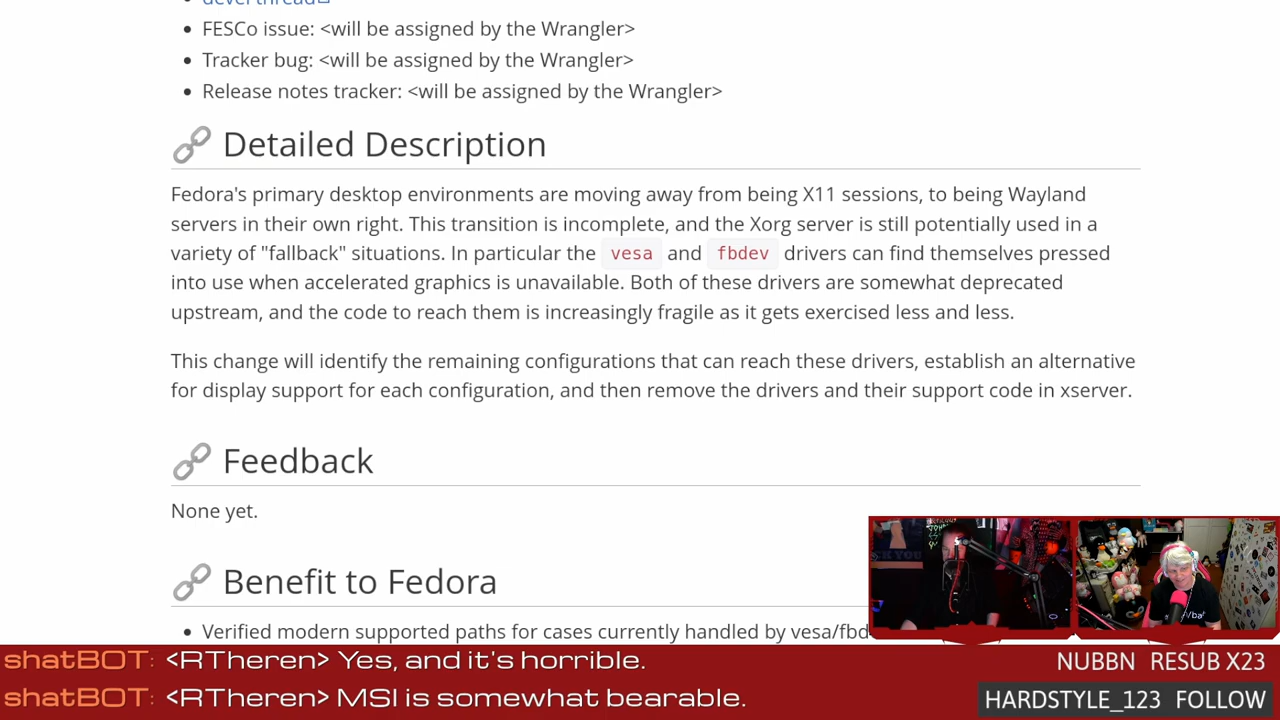 devel thread
FESCo issue: <will be assigned by the Wrangler>
Tracker bug: <will be assigned by the Wrangler>
Release notes tracker: <will be assigned by the Wrangler>
Detailed Description
Fedora's primary desktop environments are moving away from being X11 sessions, to being Wayland
servers in their own right. This transition is incomplete, and the Xorg server is still potentially used in a
variety of "fallback" situations. In particular the vesa and fbdev drivers can find themselves pressed
into use when accelerated graphics is unavailable. Both of these drivers are somewhat deprecated
upstream, and the code to reach them is increasingly fragile as it gets exercised less and less.
This change will identify the remaining configurations that can reach these drivers, establish an alternative
for display support for each configuration, and then remove the drivers and their support code in xserver.
Feedback
None yet.
Benefit to Fedora
Verified modern supported paths for cases currently handled by vesa/fbd
shatBOT: <RTheren> Yes, and it's horrible.
NUBBN RESUB X23
shatBOT: <RTheren> MSI is somewhat bearable.
HARDSTYLE_123 FOLLOW